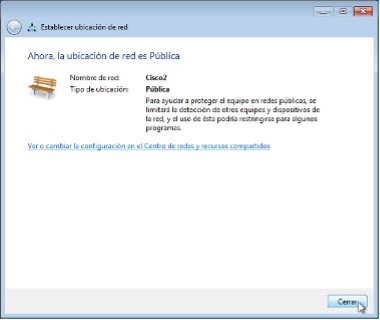 Establecer ubicación de red
Ahora, la ubicación de red es Pública
Nombre de red: Cisco2
Tipo de ubicación: Pública
Para ayudar a proteger el equipo en redes públicas, se
limitará la detección de otros equipos y dispositivos de
la red, y el uso de ésta podría restringirse para algunos
programas.
Ver o cambiar la configuración en el Centro de redes y recursos compartidos
Cerrar